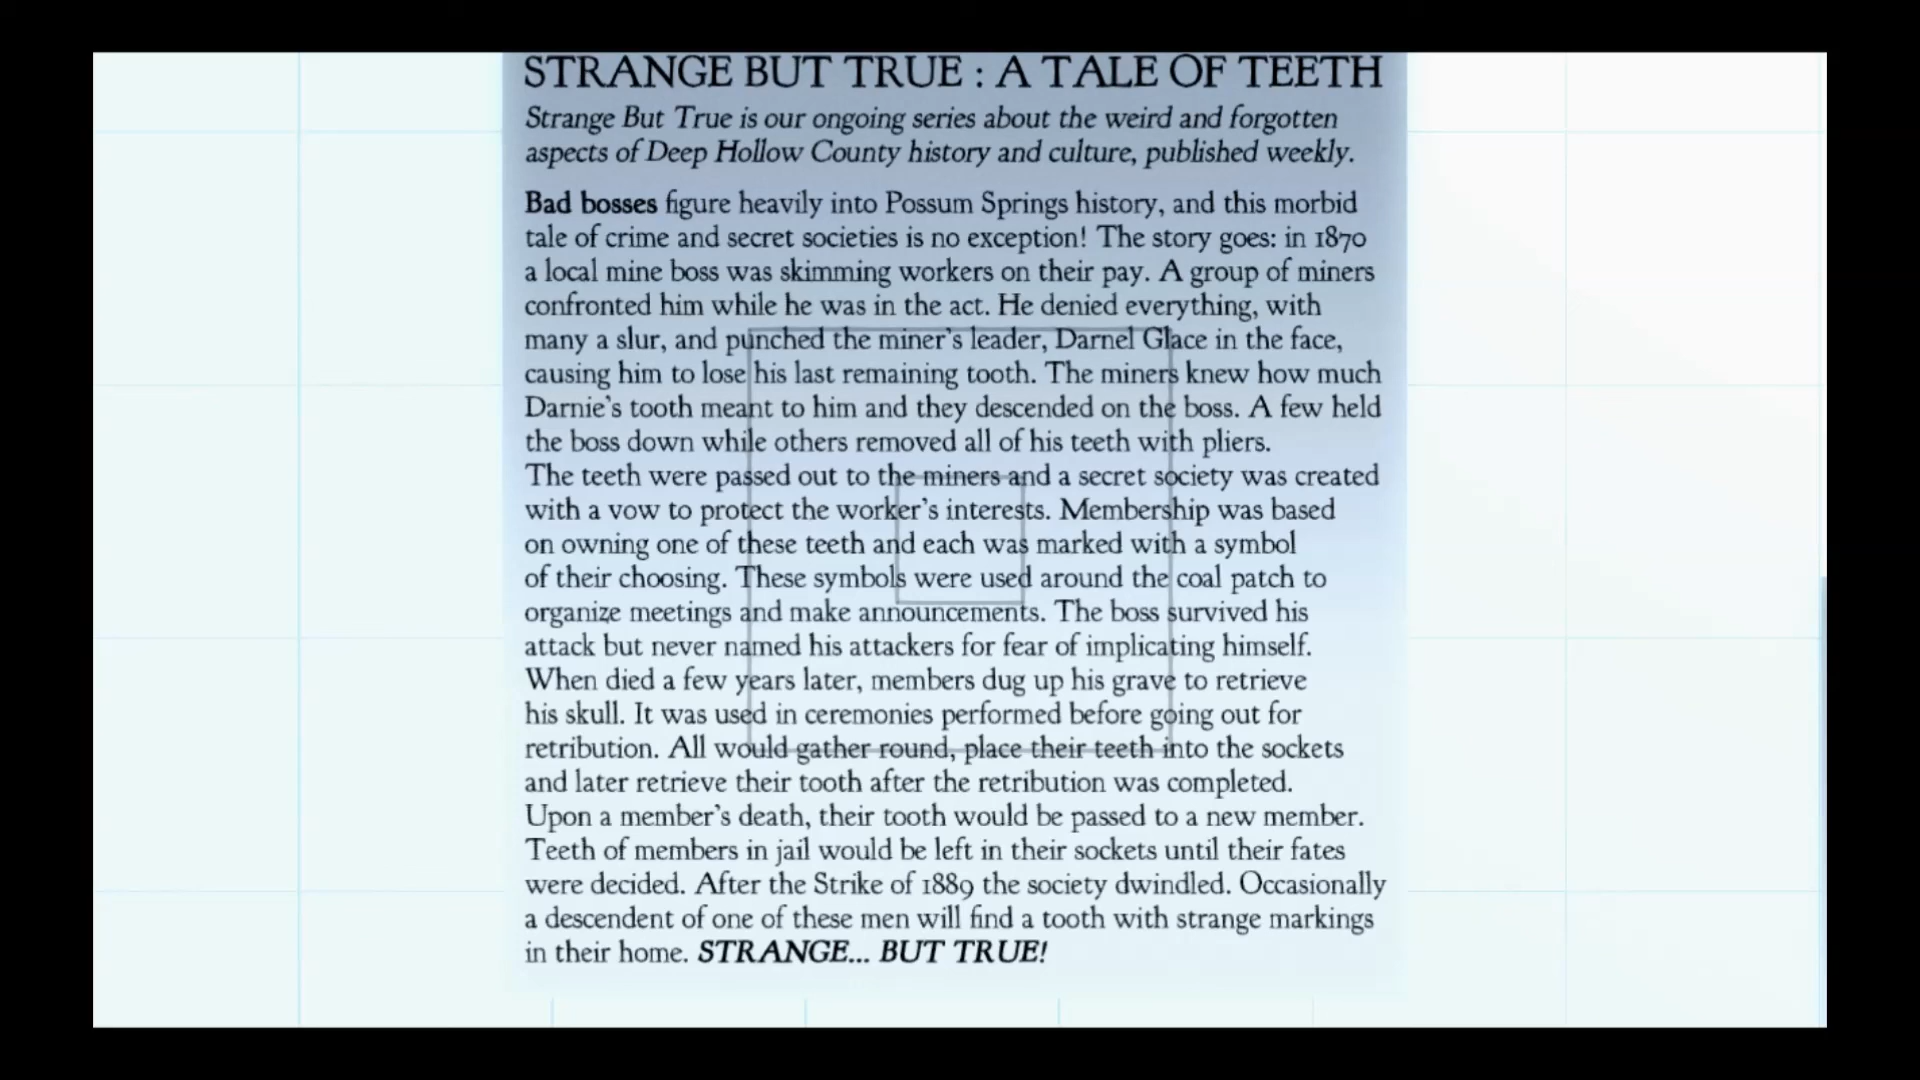 STRANGE BUT TRUE : A TALE OF TEETH
Strange But True is our ongoing series about the weird and forgotten
aspects of Deep Hollow County history and culture, published weekly.
Bad bosses figure heavily into Possum Springs history, and this morbid
tale of crime and secret societies is no exception! The story goes: in 1870
a local mine boss was skimming workers on their pay. A group of miners
confronted him while he was in the act. He denied everything, with
many a slur, and punched the miner's leader, Darnel Glace in the face,
causing him to lose his last remaining tooth. The miners knew how much
Darnie's tooth meant to him and they descended on the boss. A few held
the boss down while others removed all of his teeth with pliers.
The teeth were passed out to the miners and a secret society was created
with a vow to protect the worker's interests. Membership was based
on owning one of these teeth and each was marked with a symbol
of their choosing. These symbols were used around the coal patch to
organize meetings and make announcements. The boss survived his
attack but never named his attackers for fear of implicating himself.
When died a few years later, members dug up his grave to retrieve
his skull. It was used in ceremonies performed before going out for
retribution. All would gather round, place their teeth into the sockets
and later retrieve their tooth after the retribution was completed.
Upon a member's death, their tooth would be passed to a new member.
Teeth of members in jail would be left in their sockets until their fates
were decided. After the Strike of 1889 the society dwindled. Occasionally
a descendent of one of these men will find a tooth with strange markings
in their home. STRANGE... BUT TRUE!